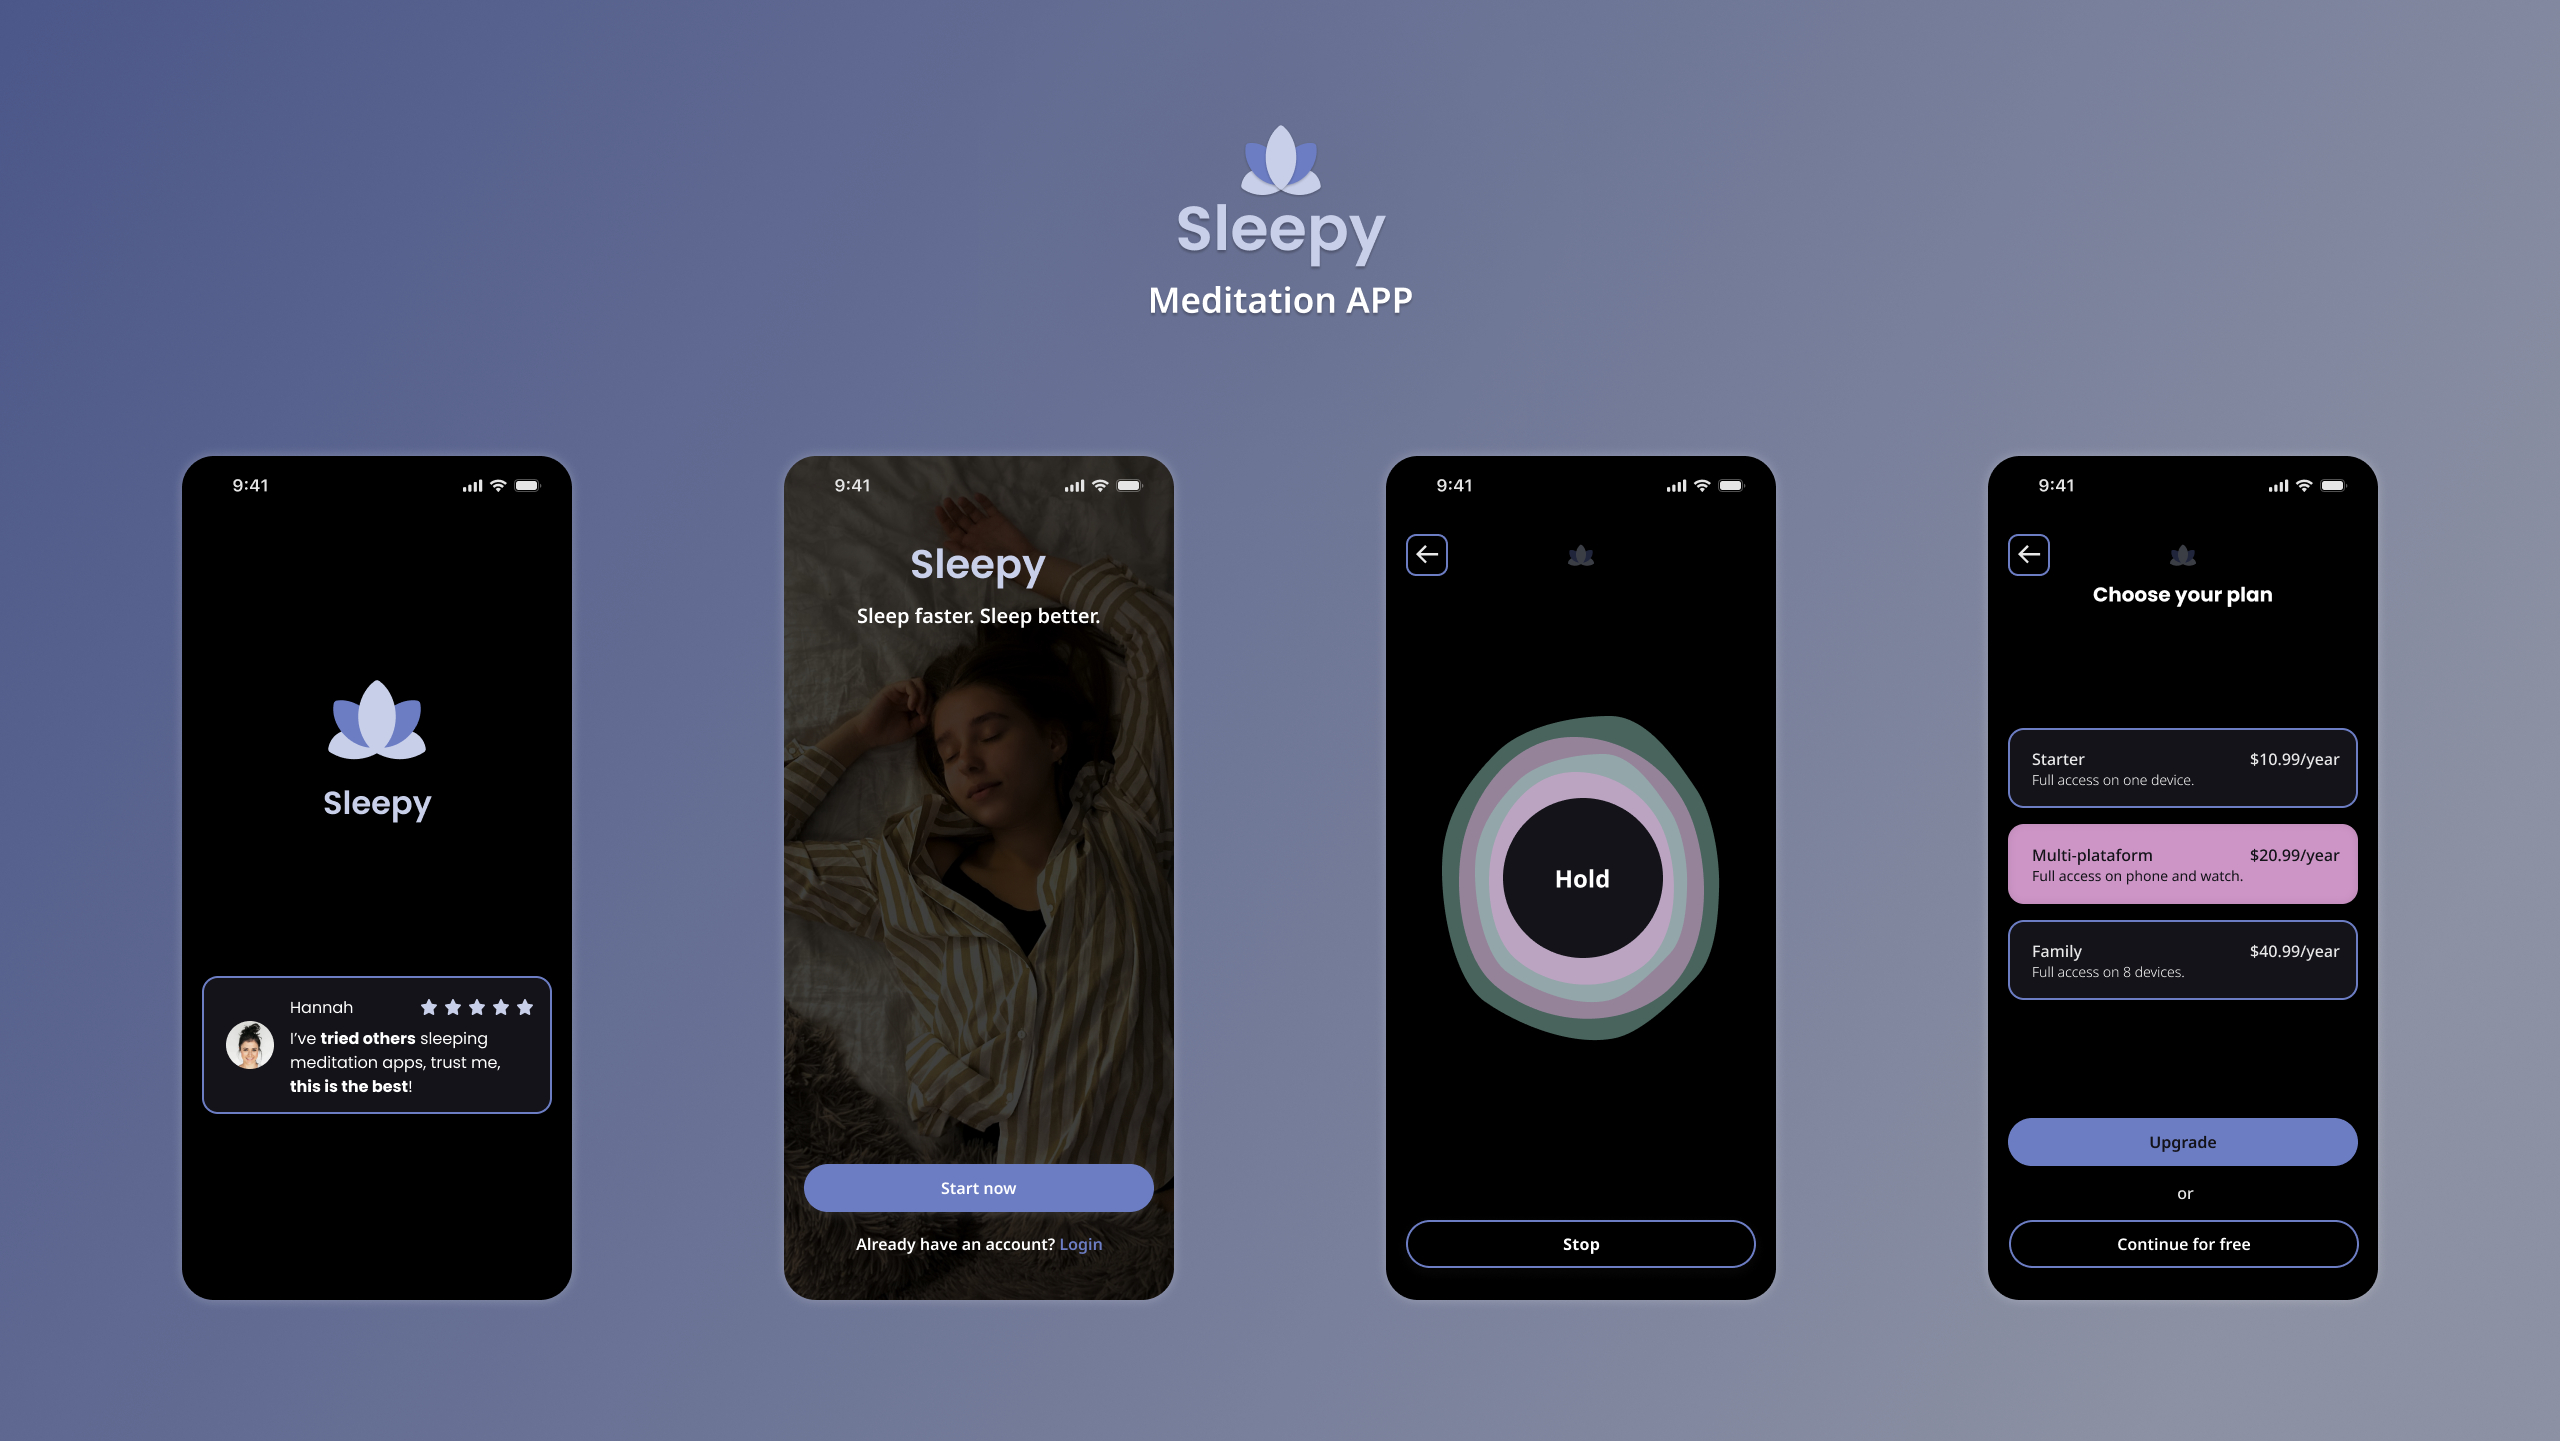 Sleepy
Meditation APP
9:41
Sleepy
Hannah
I've tried others sleeping
meditation apps, trust me,
this is the best!
9:41
Sleepy
Sleep faster. Sleep better.
Start now
Already have an account? Login
9:41
Hold
Stop
9:41
Choose your plan
Starter $10.99/year
Full access on one device.
Multi-plataform $20.99/year
Full access on phone and watch.
Family $40.99/year
Full access on 8 devices.
Upgrade
or
Continue for free